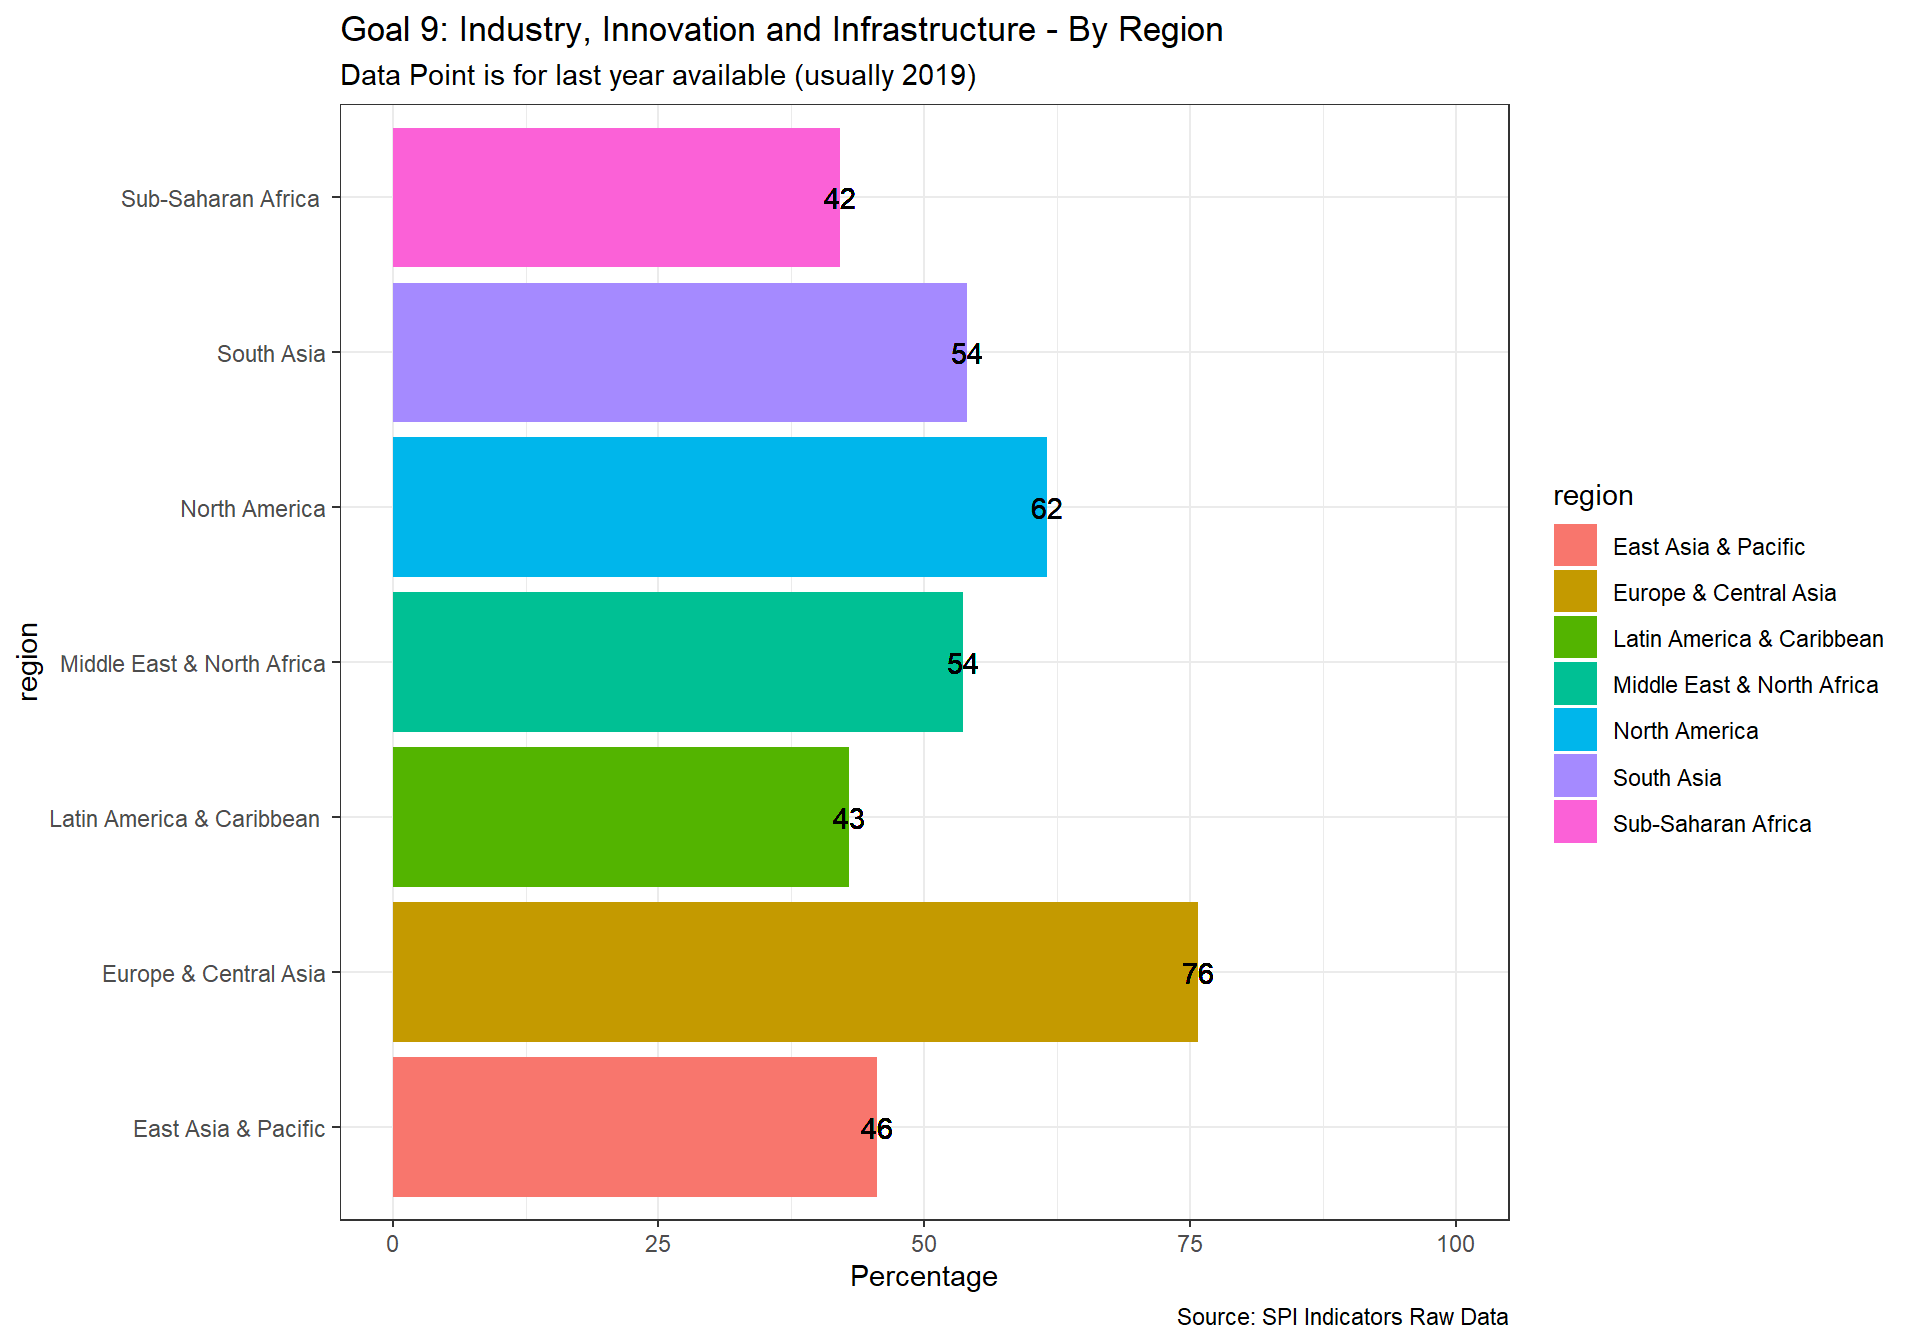 Goal 9: Industry, Innovation and Infrastructure - By Region
Data Point is for last year available (usually 2019)
region
Sub-Saharan Africa
42
South Asia
54
North America
62
Middle East & North Africa
54
Latin America & Caribbean
43
Europe & Central Asia
76
East Asia & Pacific
46
0 25 50 75 100
Percentage
region
East Asia & Pacific
Europe & Central Asia
Latin America & Caribbean
Middle East & North Africa
North America
South Asia
Sub-Saharan Africa
Source: SPI Indicators Raw Data